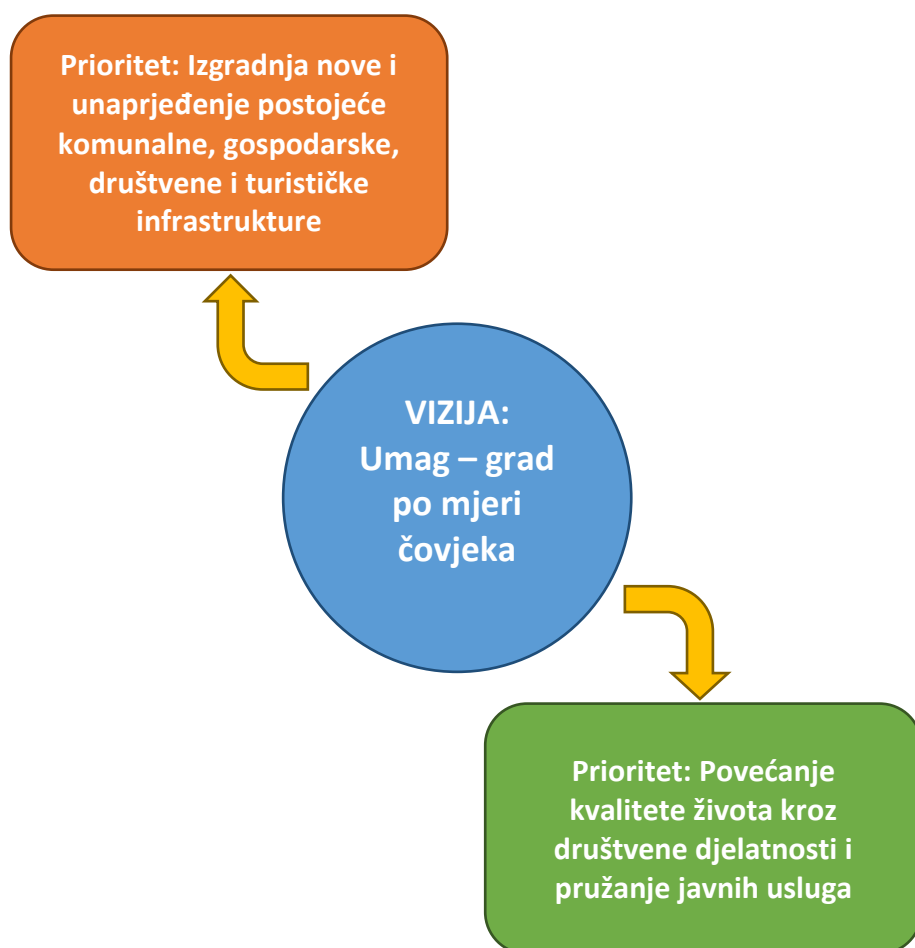 Prioritet: Izgradnja nove i
unaprjeđenje postojeće
komunalne, gospodarske,
društvene i turističke
infrastrukture
VIZIJA:
Umag – grad
po mjeri
čovjeka
Prioritet: Povećanje
kvalitete života kroz
društvene djelatnosti i
pružanje javnih usluga